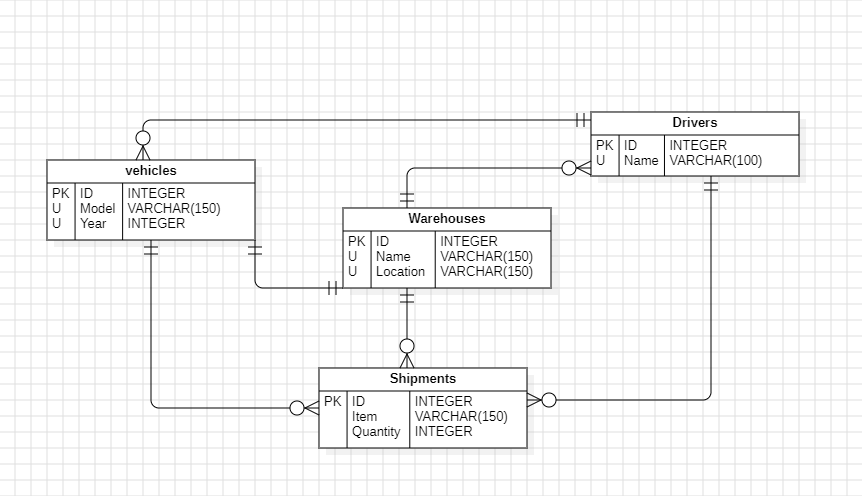 Drivers
PK ID INTEGER
U Name VARCHAR(100)
vehicles
PK ID INTEGER
U Model VARCHAR(150)
U Year INTEGER
Warehouses
PK ID INTEGER
U Name VARCHAR(150)
U Location VARCHAR(150)
Shipments
PK ID INTEGER
Item VARCHAR(150)
Quantity INTEGER